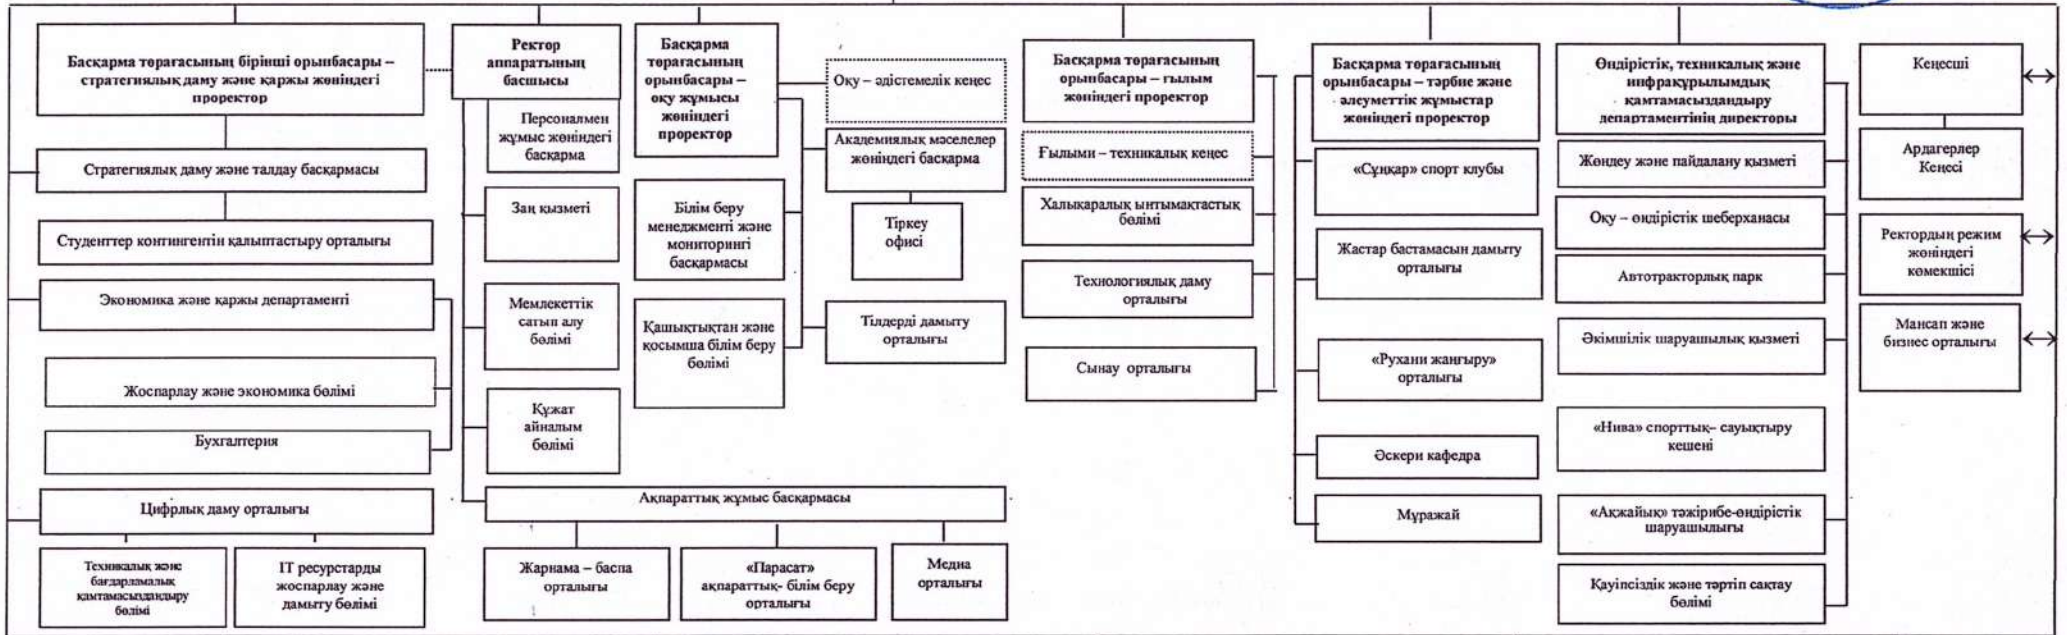 Басқарма төрағасының бірінші орынбасары –
стратегиялық даму және қаржы жөніндегі
проректор
Стратегиялық даму және талдау басқармасы
Студенттер контингентін қалыптастыру орталығы
Экономика және қаржы департаменті
Жоспарлау және экономика бөлімі
Бухгалтерия
Цифрлық даму орталығы
Техникалық және
бағдарламалық
қамтамасыздандыру
бөлімі
IT ресурстарды
жоспарлау және
дамыту бөлімі
Ректор
аппаратының
басшысы
Персоналмен
жұмыс жөніндегі
басқарма
Заң қызметі
Мемлекеттік
сатып алу
бөлімі
Құжат
айналым
бөлімі
Ақпараттық жұмыс басқармасы
Жарнама – баспа
орталығы
«Парасат»
ақпараттық- білім беру
орталығы
Медиа
орталығы
Басқарма
төрағасының
орынбасары –
оқу жұмысы
жөніндегі
проректор
Білім беру
менеджменті және
мониторингі
басқармасы
Қашықтықтан және
қосымша білім беру
бөлімі
Оқу – әдістемелік кеңес
Академиялық мәселелер
жөніндегі басқарма
Тіркеу
офисі
Тілдерді дамыту
орталығы
Басқарма төрағасының
орынбасары – ғылым
жөніндегі проректор
Ғылыми – техникалық кеңес
Халықаралық ынтымақтастық
бөлімі
Технологиялық даму
орталығы
Сынау орталығы
Басқарма төрағасының
орынбасары – тәрбие және
әлеуметтік жұмыстар
жөніндегі проректор
«Сұңқар» спорт клубы
Жастар бастамасын дамыту
орталығы
«Рухани жаңғыру»
орталығы
Әскери кафедра
Мұражай
Өндірістік, техникалық және
инфрақұрылымдық
қамтамасыздандыру
департаментінің директоры
Жөндеу және пайдалану қызметі
Оқу – өндірістік шеберханасы
Автотракторлық парк
Әкімшілік шаруашылық қызметі
«Нива» спорттық– сауықтыру
кешені
«Ақжайық» тәжірибе-өндірістік
шаруашылығы
Қауіпсіздік және тәртіп сақтау
бөлімі
Кеңесші
Ардагерлер
Кеңесі
Ректордың режим
жөніндегі
көмекшісі
Мансап және
бизнес орталығы